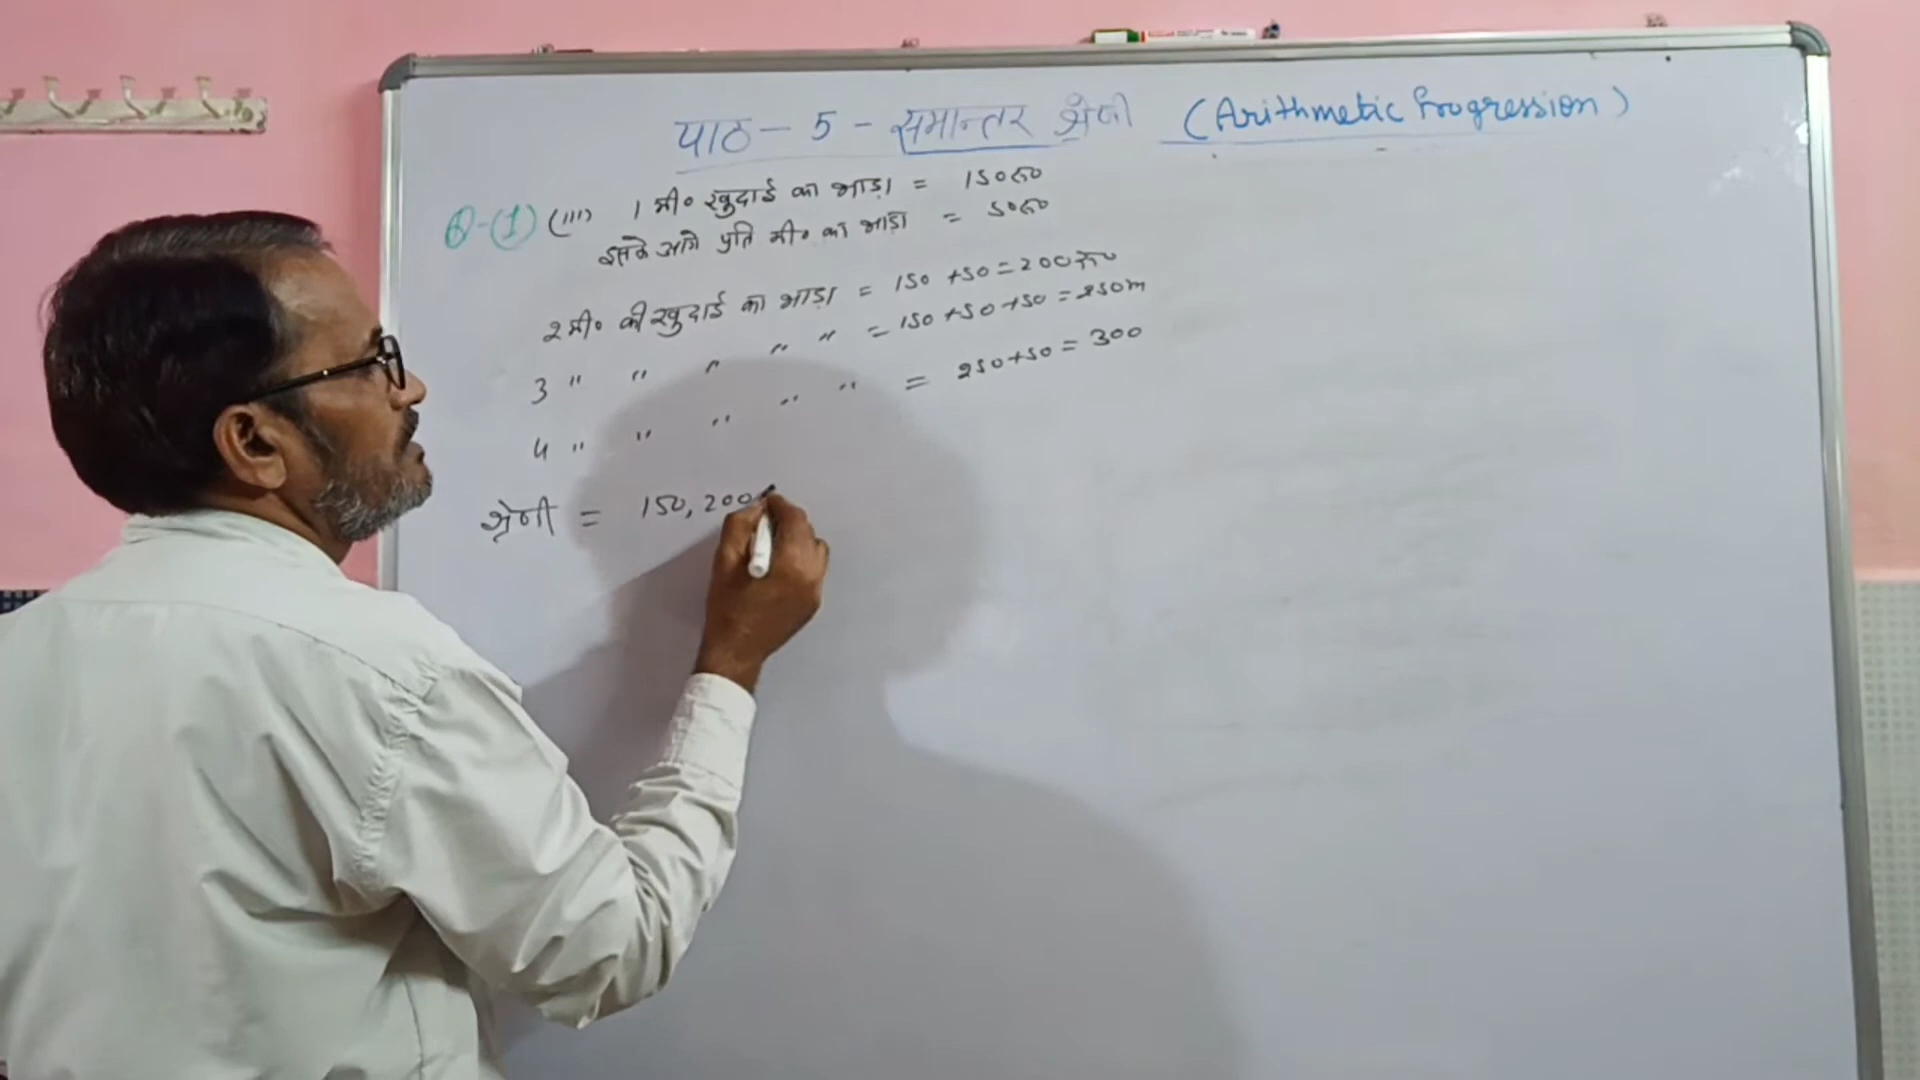 पाठ - 5 - समान्तर श्रेणी (Arithmetic Progression)
Q-(1) (iii) 1 मी० खुदाई का भाड़ा = 150रु०
इसके आगे प्रति मी० का भाड़ा = 50रु०
2 मी० की खुदाई का भाड़ा = 150 +50 = 200रु०
3 " " " " " = 150 +50 +50 = 250
4 " " " " " = 250+50 = 300
श्रेणी = 150, 200